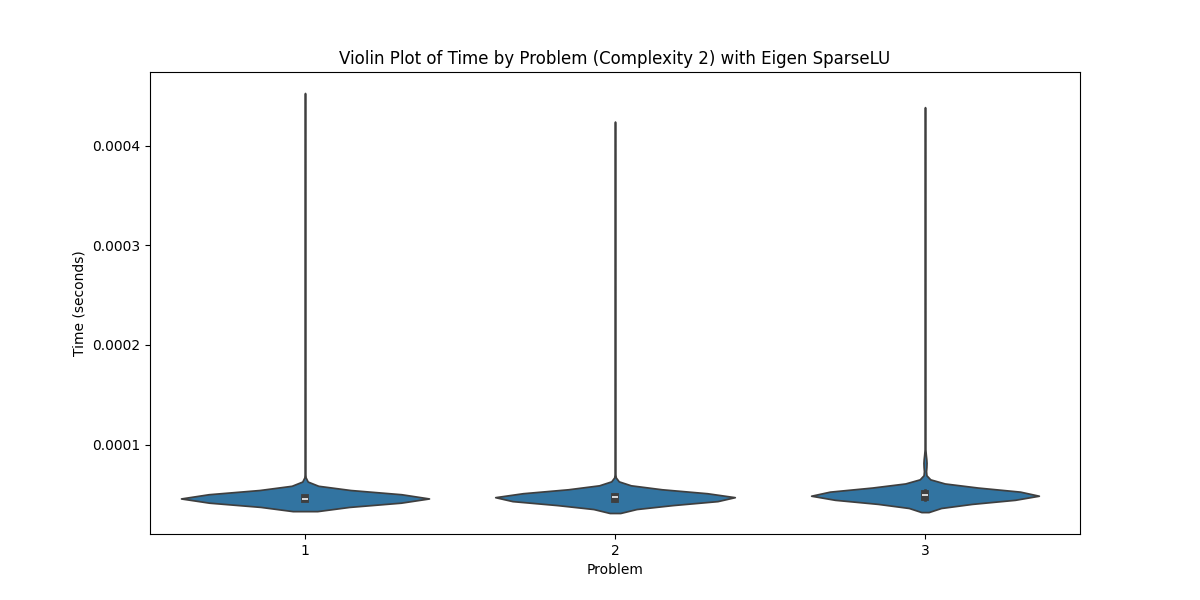 Violin Plot of Time by Problem (Complexity 2) with Eigen SparseLU
0.0004
0.0003
0.0002
0.0001
Time (seconds)
1
2
3
Problem